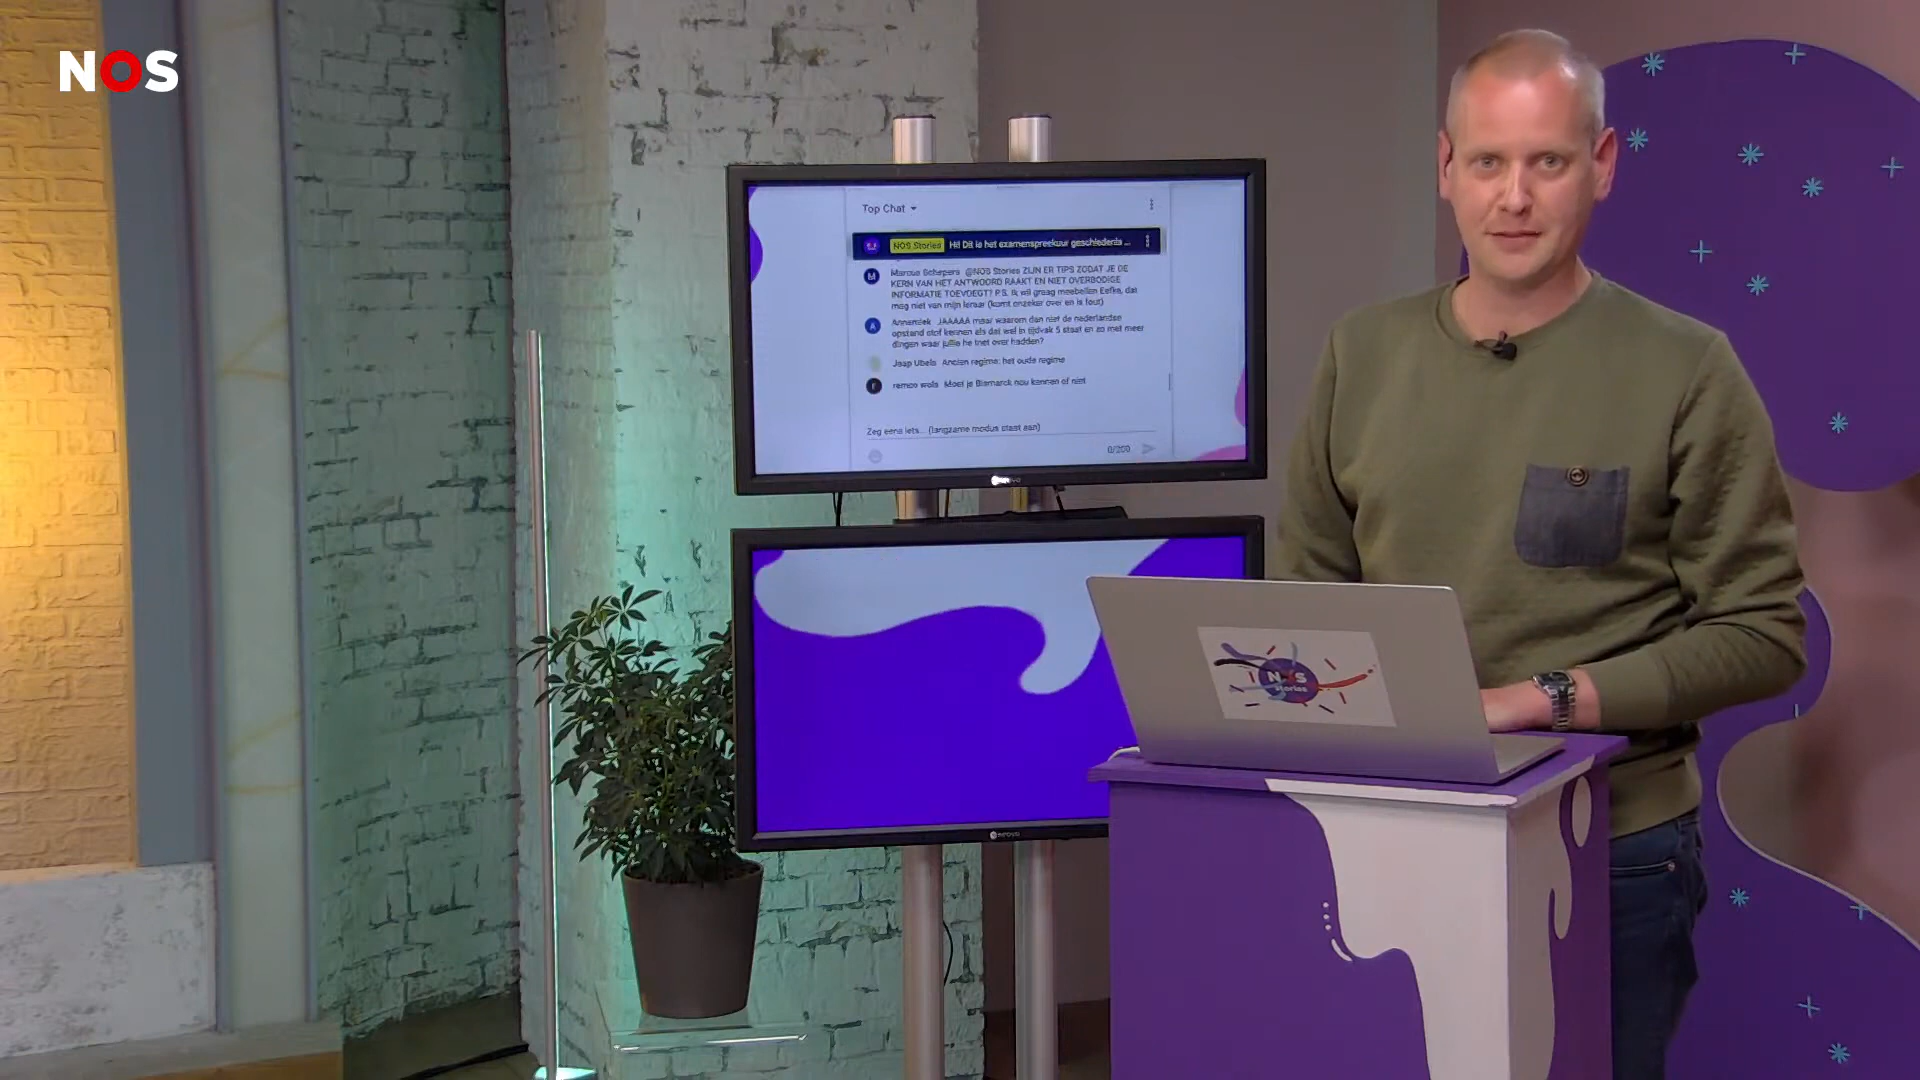 NOS
Top Chat
NOS Stories Hi! Dit is het examenspreekuur geschiedenis ...
M Marcus Schepers @NOS Stories ZIJN ER TIPS ZODAT JE DE
KERN VAN HET ANTWOORD RAAKT EN NIET OVERBODIGE
INFORMATIE TOEVOEGT? P.S. Ik wil graag meebellen Eefke, dat
mag niet van mijn leraar (komt onzeker over en is fout)
A Annemiek JAAAAA maar waarom dan niet de nederlandse
opstand stof kennen als dat wel in tijdvak 5 staat en zo met meer
dingen waar jullie he tnet over hadden?
Jaap Ubels Ancien regime: het oude regime
remco wols Moet je Bismarck nou kennen of niet
Zeg eens iets... (langzame modus staat aan)
0/200
NOS
stories